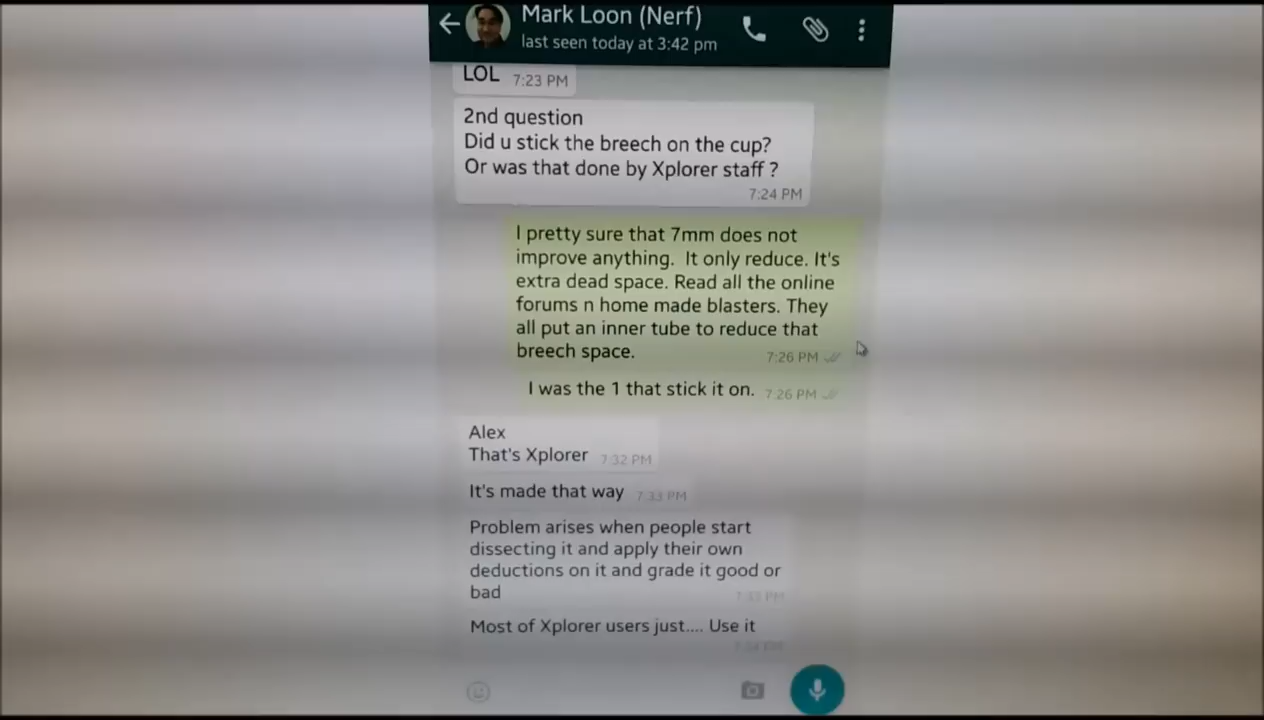 Mark Loon (Nerf)
last seen today at 3:42 pm
LOL 7:23 PM
2nd question
Did u stick the breech on the cup?
Or was that done by Xplorer staff ?
7:24 PM
I pretty sure that 7mm does not
improve anything.  It only reduce. It's
extra dead space. Read all the online
forums n home made blasters. They
all put an inner tube to reduce that
breech space. 7:26 PM
I was the 1 that stick it on. 7:26 PM
Alex
That's Xplorer 7:32 PM
It's made that way 7:33 PM
Problem arises when people start
dissecting it and apply their own
deductions on it and grade it good or
bad 7:33 PM
Most of Xplorer users just.... Use it